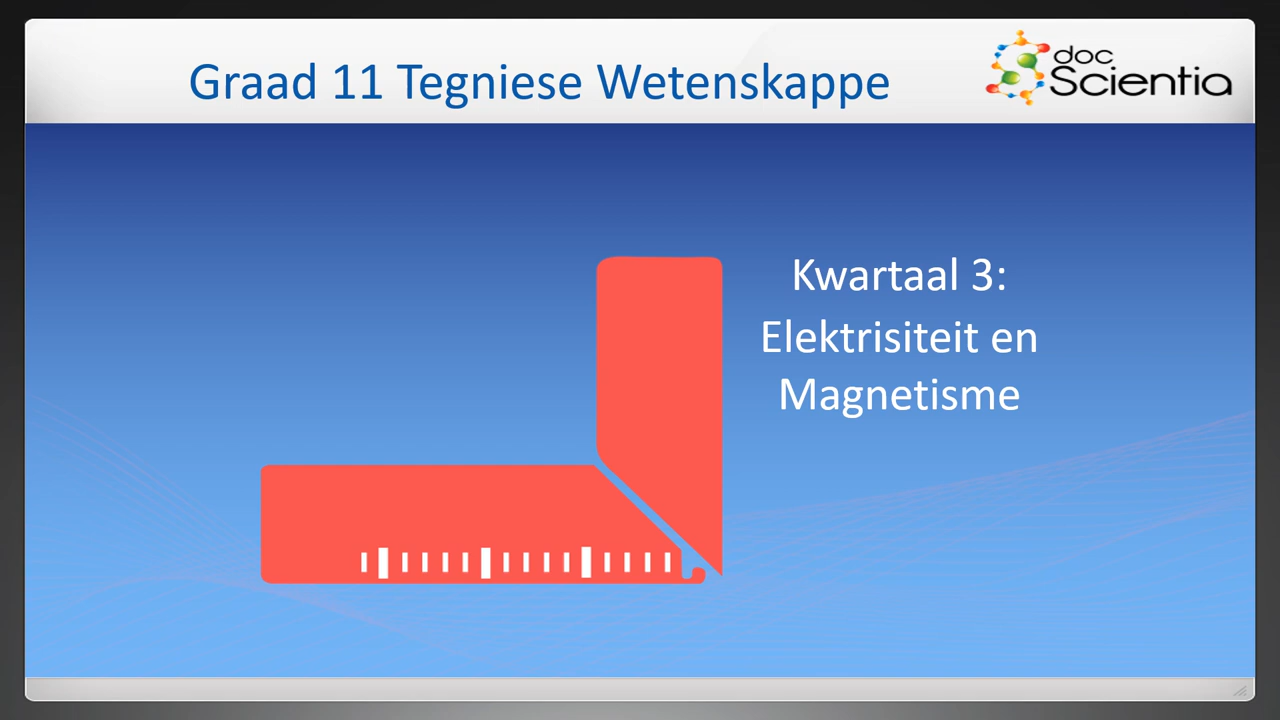 Graad 11 Tegniese Wetenskappe
doc
Scientia
Kwartaal 3:
Elektrisiteit en
Magnetisme